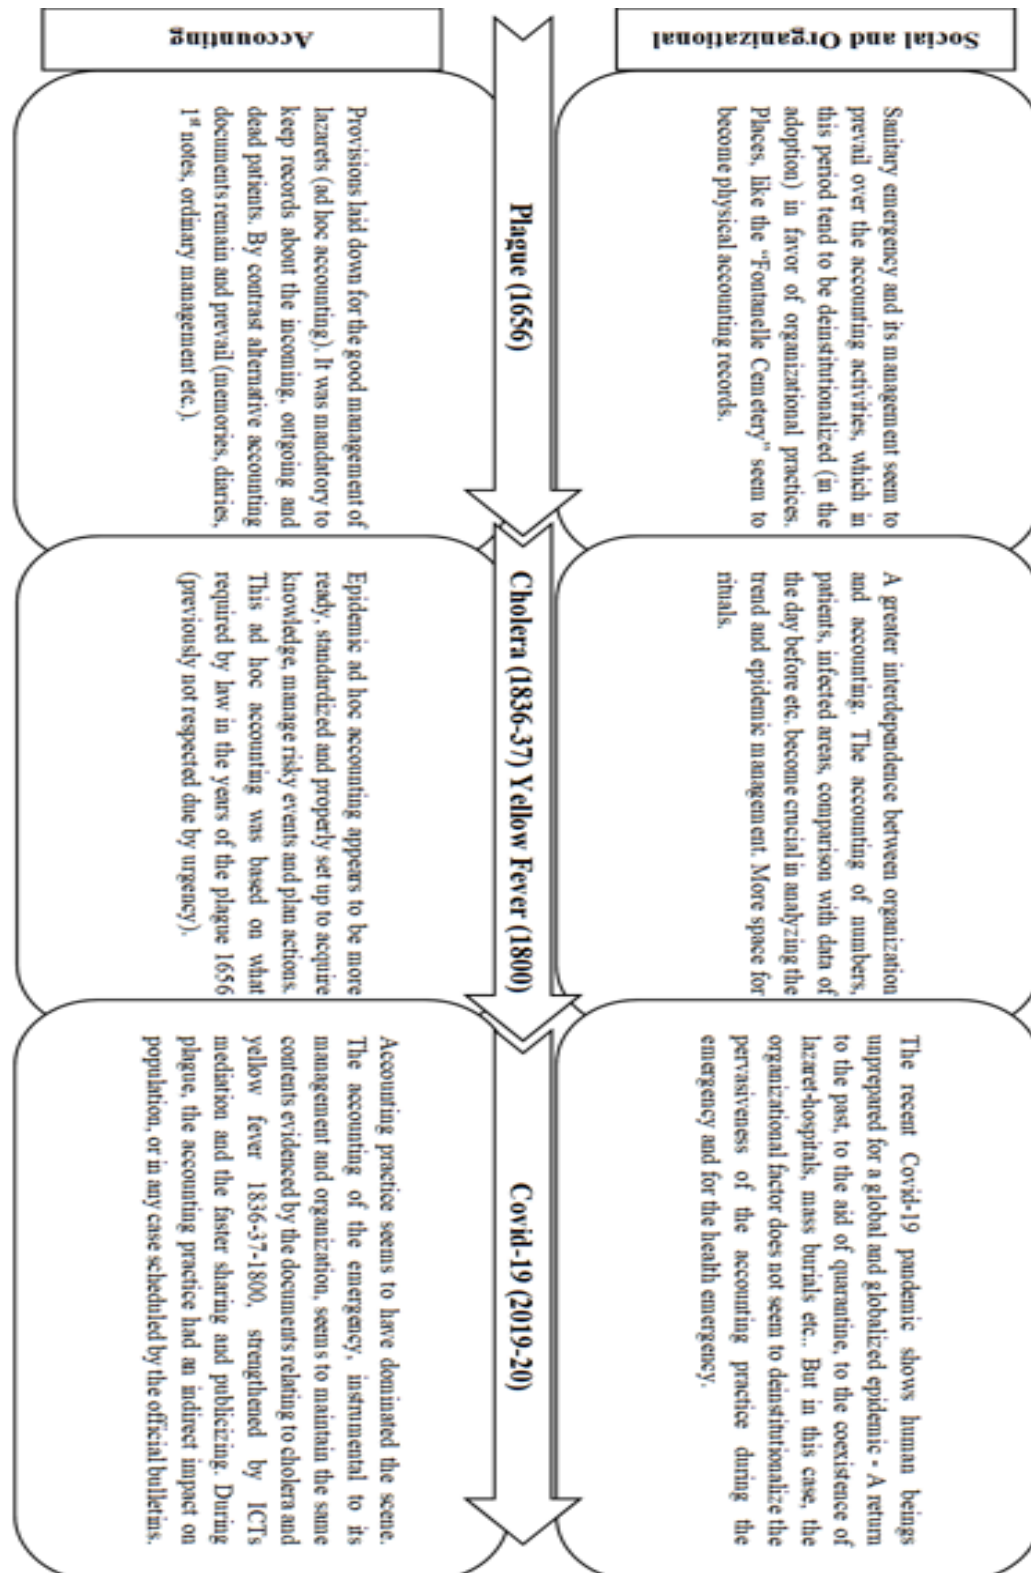 Social and Organizational
Sanitary emergency and its management seem to
prevail over the accounting activities, which in
this period tend to be deinstitutionalized (in the
adoption) in favor of organizational practices.
Places, like the “Fontanelle Cemetery” seem to
become physical accounting records.
A greater interdependence between organization
and accounting. The accounting of numbers,
patients, infected areas, comparison with data of
the day before etc. become crucial in analyzing the
trend and epidemic management. More space for
rituals.
The recent Covid-19 pandemic shows human beings
unprepared for a global and globalized epidemic - A return
to the past, to the aid of quarantine, to the coexistence of
lazaret-hospitals, mass burials etc.. But in this case, the
organizational factor does not seem to deinstitutionalize the
pervasiveness of the accounting practice during the
emergency and for the health emergency.
Plague (1656)
Cholera (1836-37) Yellow Fever (1800)
Covid-19 (2019-20)
Accounting
Provisions laid down for the good management of
lazarets (ad hoc accounting). It was mandatory to
keep records about the incoming, outgoing and
dead patients. By contrast alternative accounting
documents remain and prevail (memories, diaries,
1st notes, ordinary management etc.).
Epidemic ad hoc accounting appears to be more
ready, standardized and properly set up to acquire
knowledge, manage risky events and plan actions.
This ad hoc accounting was based on what
required by law in the years of the plague 1656
(previously not respected due by urgency).
Accounting practice seems to have dominated the scene.
The accounting of the emergency, instrumental to its
management and organization, seems to maintain the same
contents evidenced by the documents relating to cholera and
yellow fever 1836-37-1800, strengthened by ICTs
mediation and the faster sharing and publicizing. During
plague, the accounting practice had an indirect impact on
population, or in any case scheduled by the official bulletins.